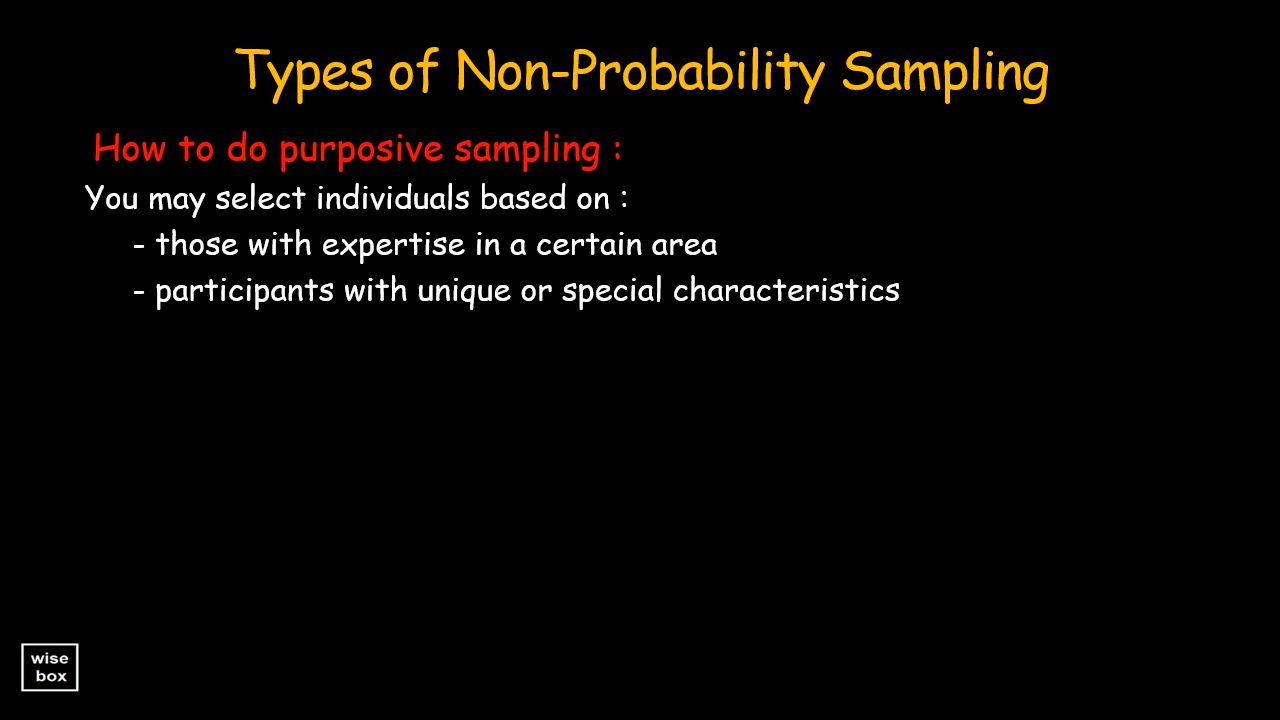 Types of Non-Probability Sampling
How to do purposive sampling :
You may select individuals based on :
- those with expertise in a certain area
- participants with unique or special characteristics
wise
box